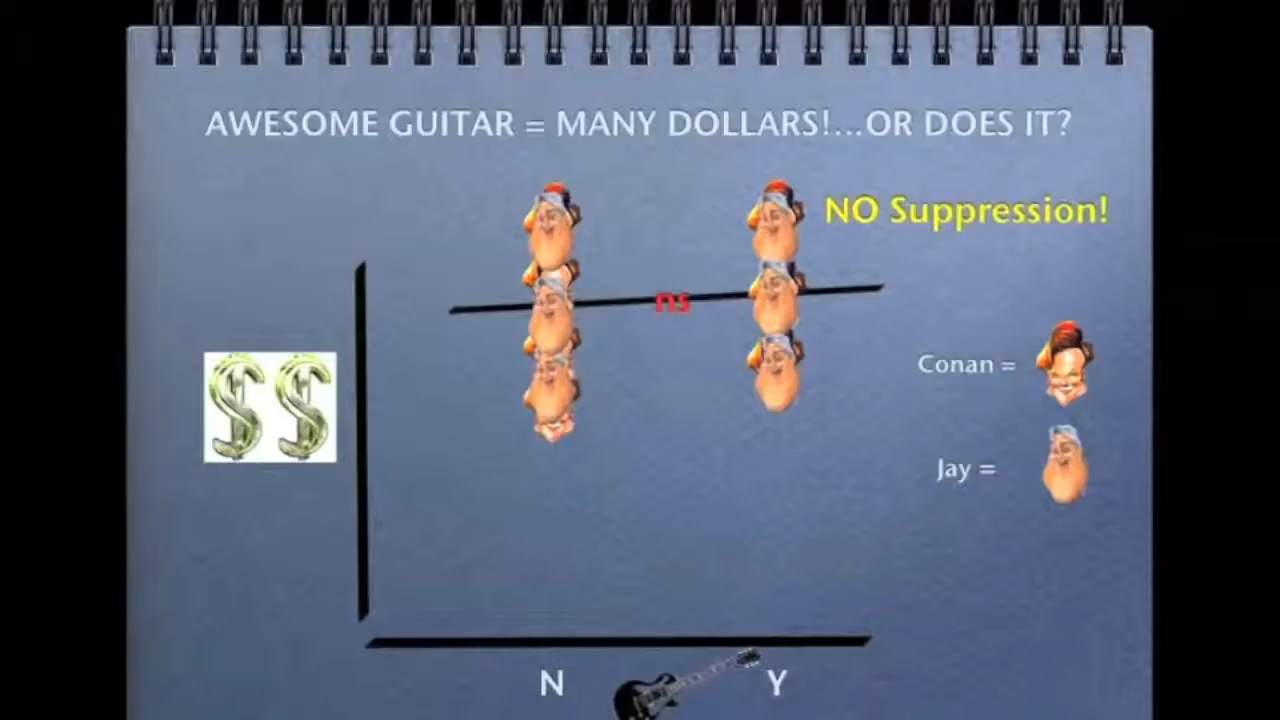 AWESOME GUITAR = MANY DOLLARS!...OR DOES IT?
NO Suppression!
ns
$$
Conan =
Jay =
N Y